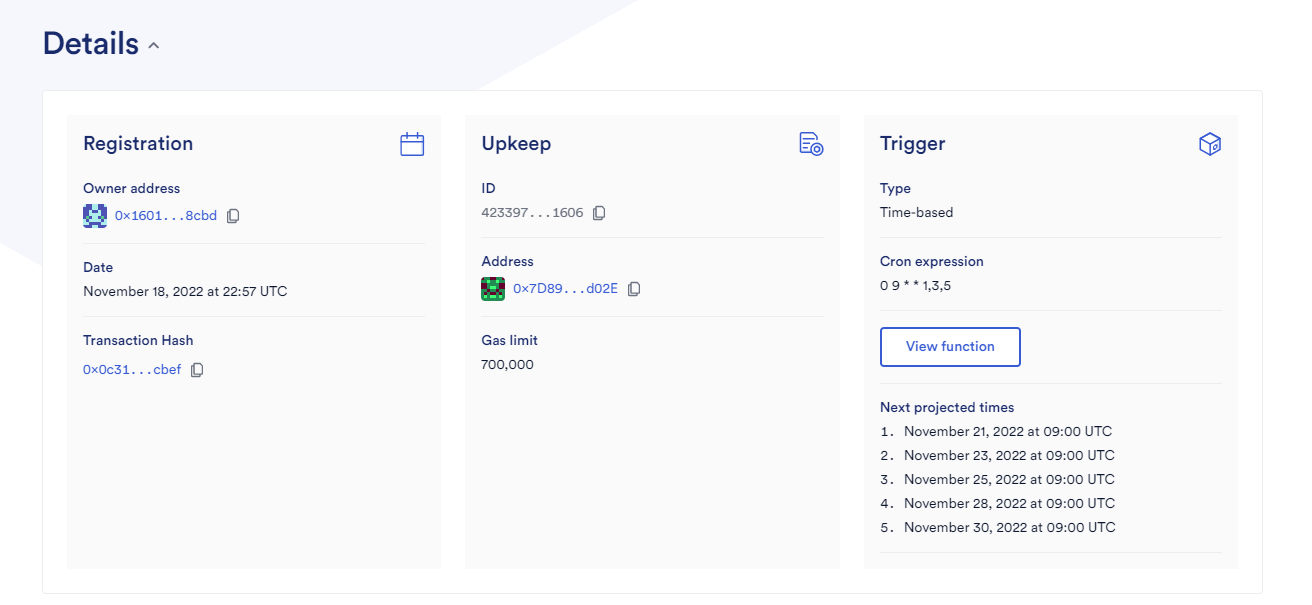 Details
Registration
Owner address
0x1601...8cbd
Date
November 18, 2022 at 22:57 UTC
Transaction Hash
0x0c31...cbef
Upkeep
ID
423397...1606
Address
0x7D89...d02E
Gas limit
700,000
Trigger
Type
Time-based
Cron expression
0 9 * * 1,3,5
View function
Next projected times
1. November 21, 2022 at 09:00 UTC
2. November 23, 2022 at 09:00 UTC
3. November 25, 2022 at 09:00 UTC
4. November 28, 2022 at 09:00 UTC
5. November 30, 2022 at 09:00 UTC